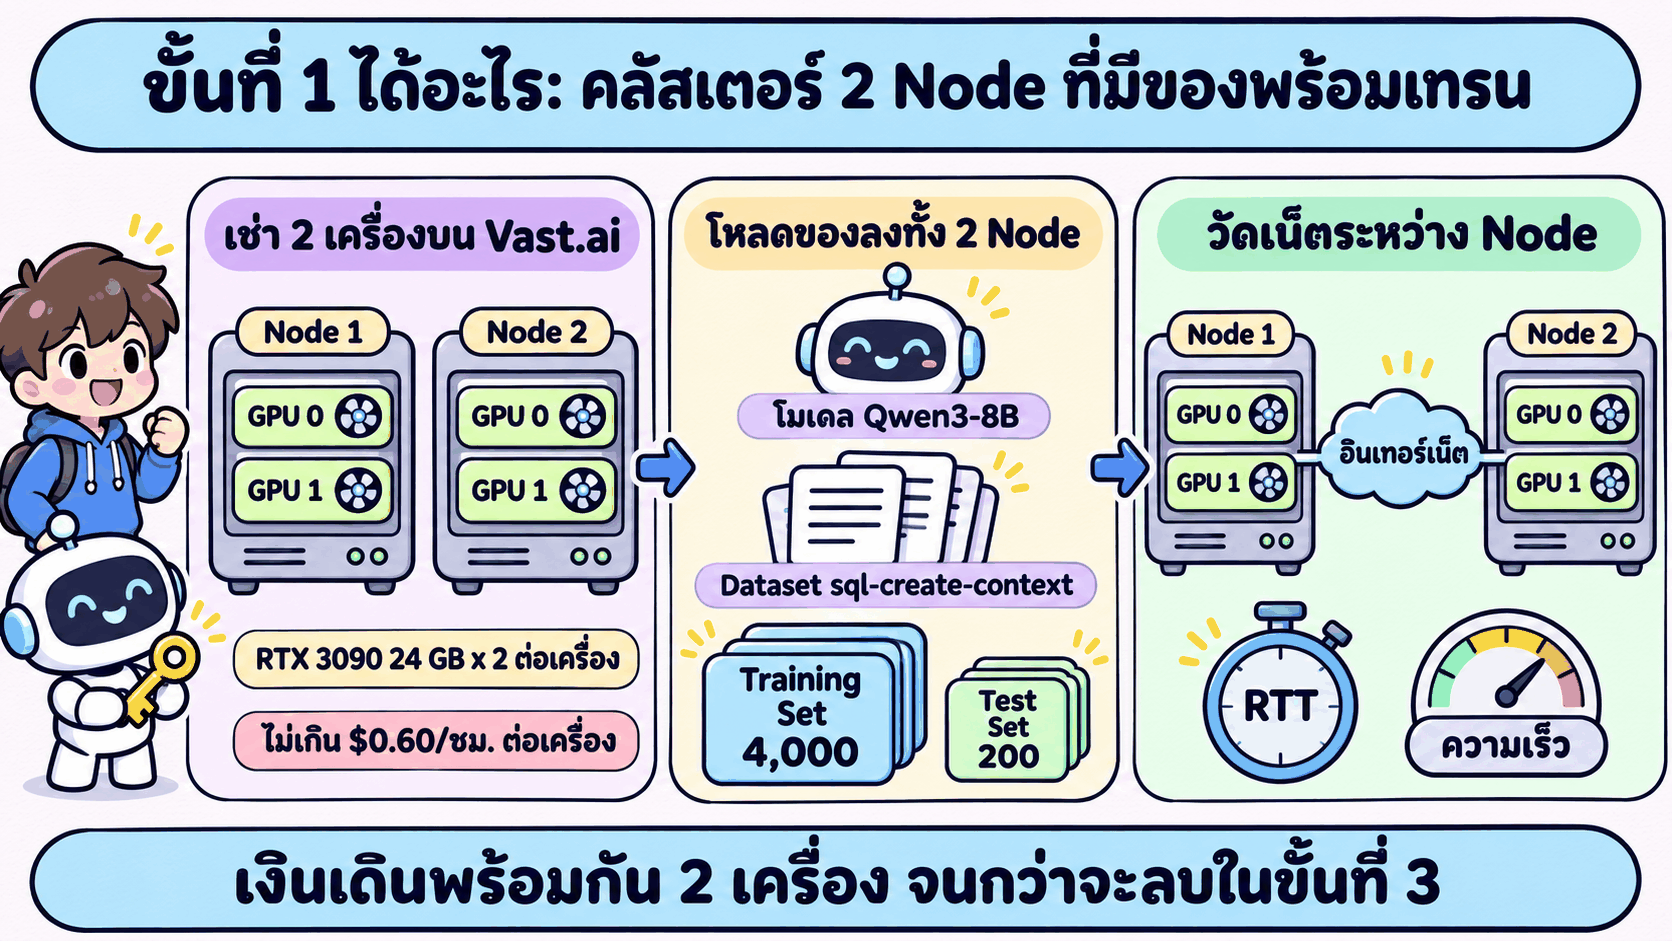 ขั้นที่ 1 ได้อะไร: คลัสเตอร์ 2 Node ที่มีของพร้อมเทรน
เช่า 2 เครื่องบน Vast.ai
Node 1
GPU 0
GPU 1
Node 2
GPU 0
GPU 1
RTX 3090 24 GB x 2 ต่อเครื่อง
ไม่เกิน $0.60/ชม. ต่อเครื่อง
โหลดของลงทั้ง 2 Node
โมเดล Qwen3-8B
Dataset sql-create-context
Training
Set
4,000
Test
Set
200
วัดเน็ตระหว่าง Node
Node 1
GPU 0
GPU 1
อินเทอร์เน็ต
Node 2
GPU 0
GPU 1
RTT
ความเร็ว
เงินเดินพร้อมกัน 2 เครื่อง จนกว่าจะลบในขั้นที่ 3